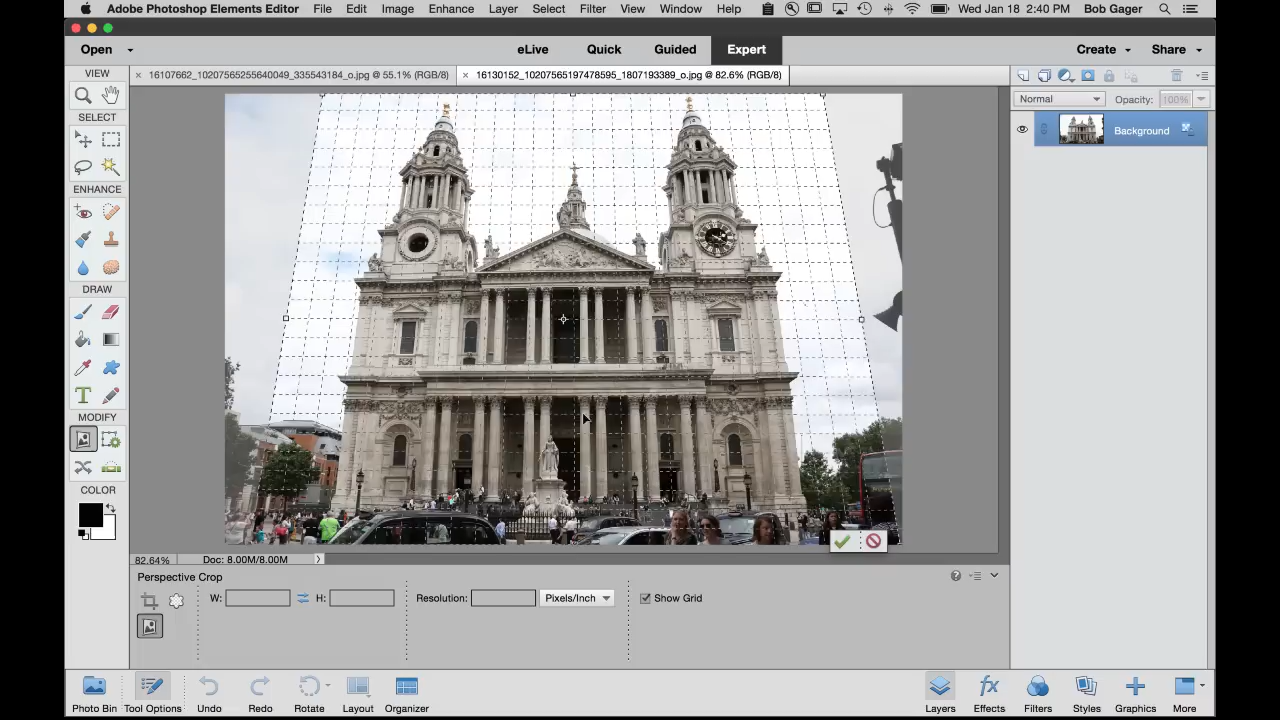 Adobe Photoshop Elements Editor File Edit Image Enhance Layer Select Filter View Window Help Wed Jan 18 2:40 PM Bob Gager
Open eLive Quick Guided Expert Create Share
VIEW × 16107662_10207565255640049_335543184_o.jpg @ 55.1% (RGB/8) × 16130152_10207565197478595_1807193389_o.jpg @ 82.6% (RGB/8)
Normal Opacity: 100%
SELECT
Background
ENHANCE
DRAW
T
MODIFY
COLOR
82.64% Doc: 8.00M/8.00M
Perspective Crop
W: H: Resolution: Pixels/Inch Show Grid
Photo Bin Tool Options Undo Redo Rotate Layout Organizer Layers Effects Filters Styles Graphics More